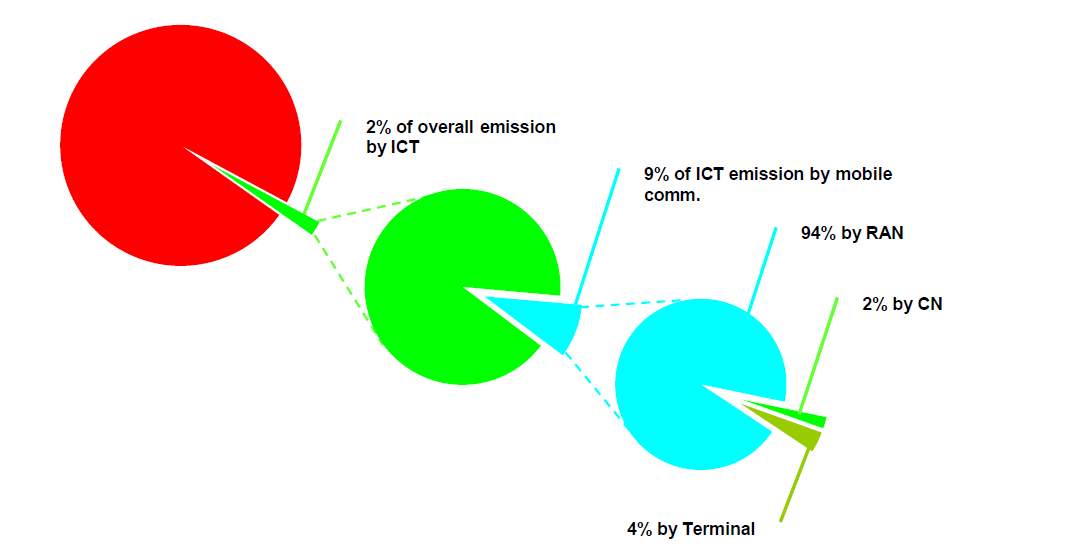 2% of overall emission
by ICT
9% of ICT emission by mobile
comm.
94% by RAN
2% by CN
4% by Terminal